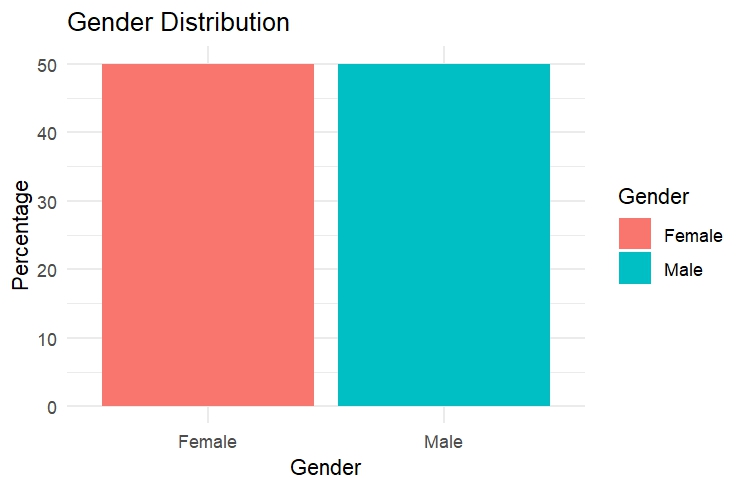 Gender Distribution
50
40
30
20
10
0
Percentage
Female
Male
Gender
Gender
Female
Male